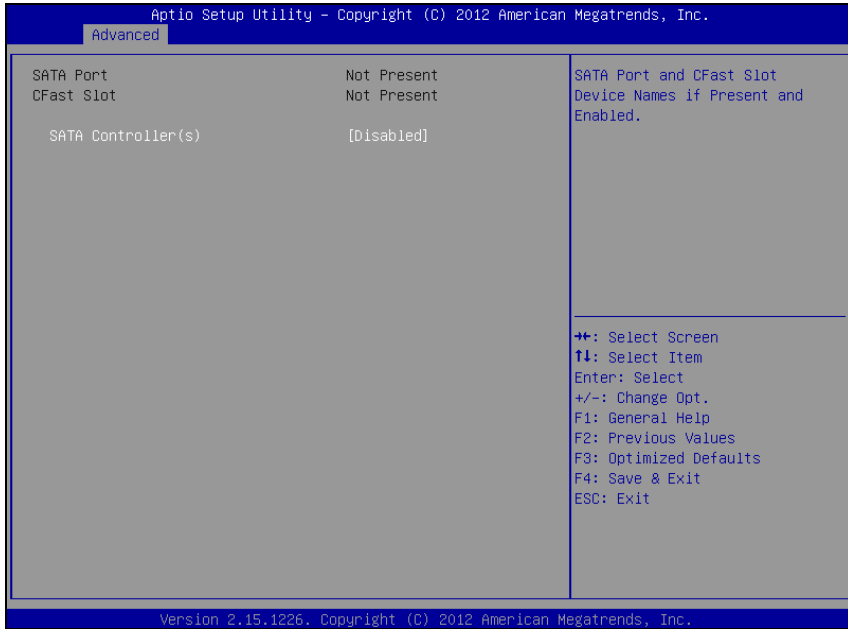 Aptio Setup Utility – Copyright (C) 2012 American Megatrends, Inc.
Advanced
SATA Port Not Present
CFast Slot Not Present
SATA Controller(s) [Disabled]
SATA Port and CFast Slot
Device Names if Present and
Enabled.
→←: Select Screen
↑↓: Select Item
Enter: Select
+/-: Change Opt.
F1: General Help
F2: Previous Values
F3: Optimized Defaults
F4: Save & Exit
ESC: Exit
Version 2.15.1226. Copyright (C) 2012 American Megatrends, Inc.